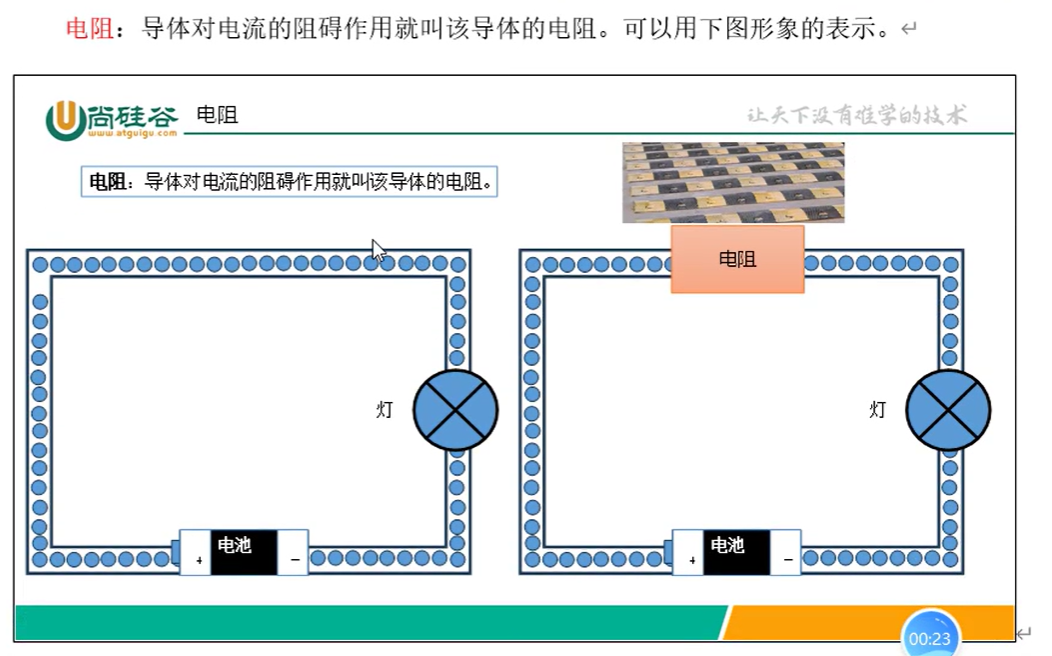 电阻：导体对电流的阻碍作用就叫该导体的电阻。可以用下图形象的表示。
尚硅谷
www.atguigu.com
电阻
让天下没有难学的技术
电阻：导体对电流的阻碍作用就叫该导体的电阻。
电阻
灯
灯
+ 电池 −
+ 电池 −
00:23